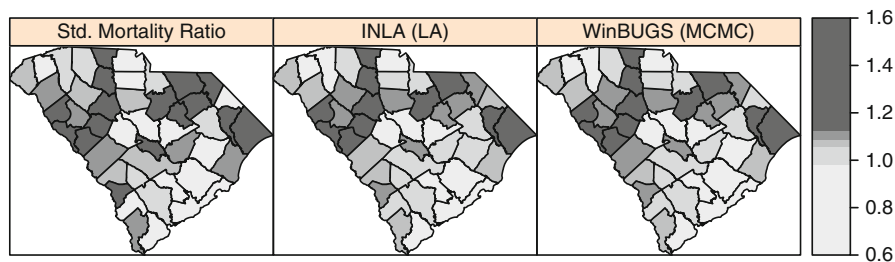 Std. Mortality Ratio
INLA (LA)
WinBUGS (MCMC)
1.6
1.4
1.2
1.0
0.8
0.6